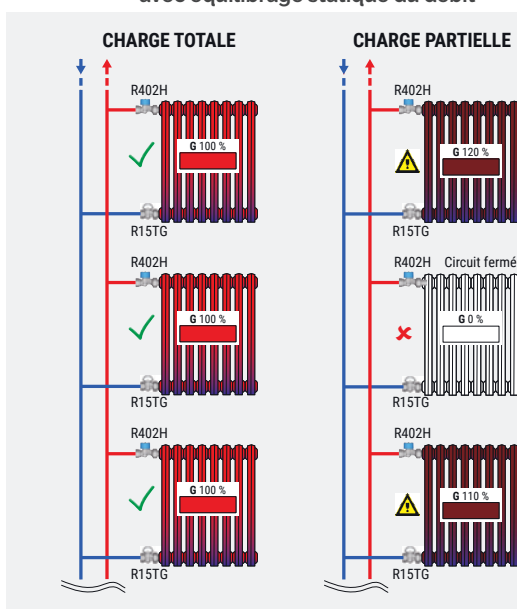 avec équilibrage statique du débit
CHARGE TOTALE
R402H
G 100 %
R15TG
R402H
G 100 %
R15TG
R402H
G 100 %
R15TG
CHARGE PARTIELLE
R402H
G 120 %
R15TG
R402H Circuit fermé
G 0 %
R15TG
R402H
G 110 %
R15TG